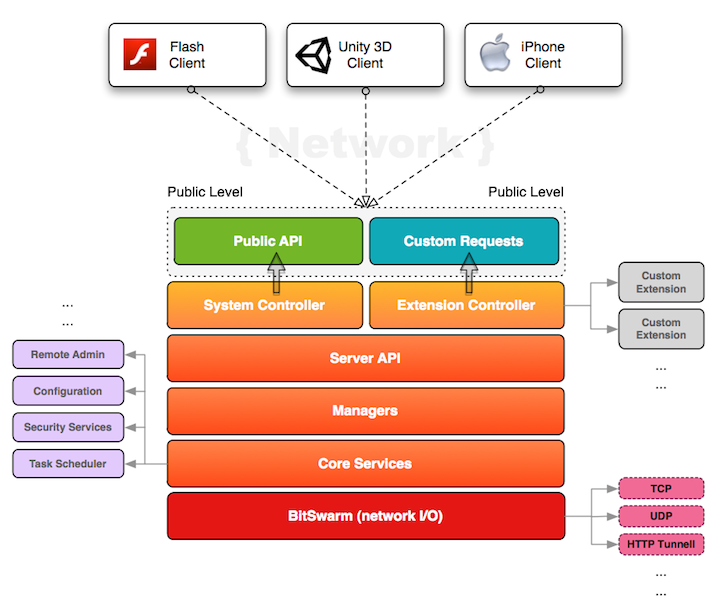 Flash
Client
Unity 3D
Client
iPhone
Client
{ Network }
Public Level
Public Level
Public API
Custom Requests
System Controller
Extension Controller
Custom
Extension
Custom
Extension
...
...
...
...
Server API
Remote Admin
Configuration
Managers
Security Services
Core Services
Task Scheduler
BitSwarm (network I/O)
TCP
UDP
HTTP Tunnell
...
...